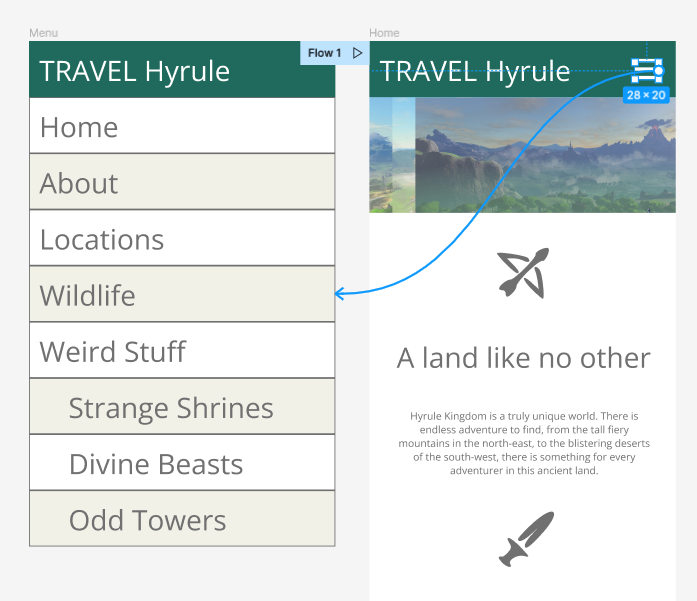 Menu
TRAVEL Hyrule
Home
About
Locations
Wildlife
Weird Stuff
Strange Shrines
Divine Beasts
Odd Towers
Flow 1
Home
TRAVEL Hyrule
28 × 20
A land like no other
Hyrule Kingdom is a truly unique world. There is
endless adventure to find, from the tall fiery
mountains in the north-east, to the blistering deserts
of the south-west, there is something for every
adventurer in this ancient land.